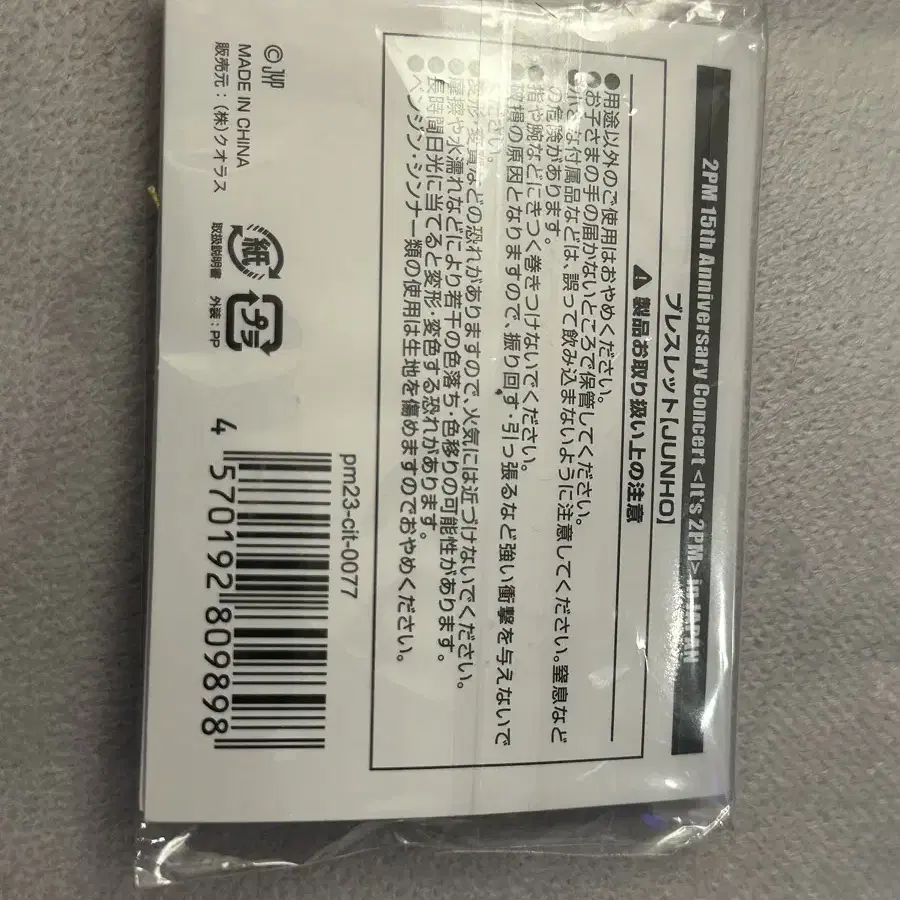 2PM 15th Anniversary Concert <It's 2PM> in JAPAN
ブレスレット【JUNHO】
製品お取り扱い上の注意
●用途以外のご使用はおやめください。
●お子さまの手の届かないところで保管してください。
●小さな付属品などは、誤って飲み込まないように注意してください。窒息など
の危険があります。
●指や腕などにきつく巻きつけないでください。
●破損の原因となりますので、振り回す・引っ張るなど強い衝撃を与えないで
ください。
●変形・変質などの恐れがありますので、火気には近づけないでください。
●摩擦や水濡れなどにより若干の色落ち・色移りの可能性があります。
●長時間日光に当てると変形・変色する恐れがあります。
●ベンジン・シンナー類の使用は生地を傷めますのでおやめください。
pm23-cit-0077
4 570192 809898
©JYP
MADE IN CHINA
販売元：(株)クオラス
紙
取扱説明書
プラ
外装：PP